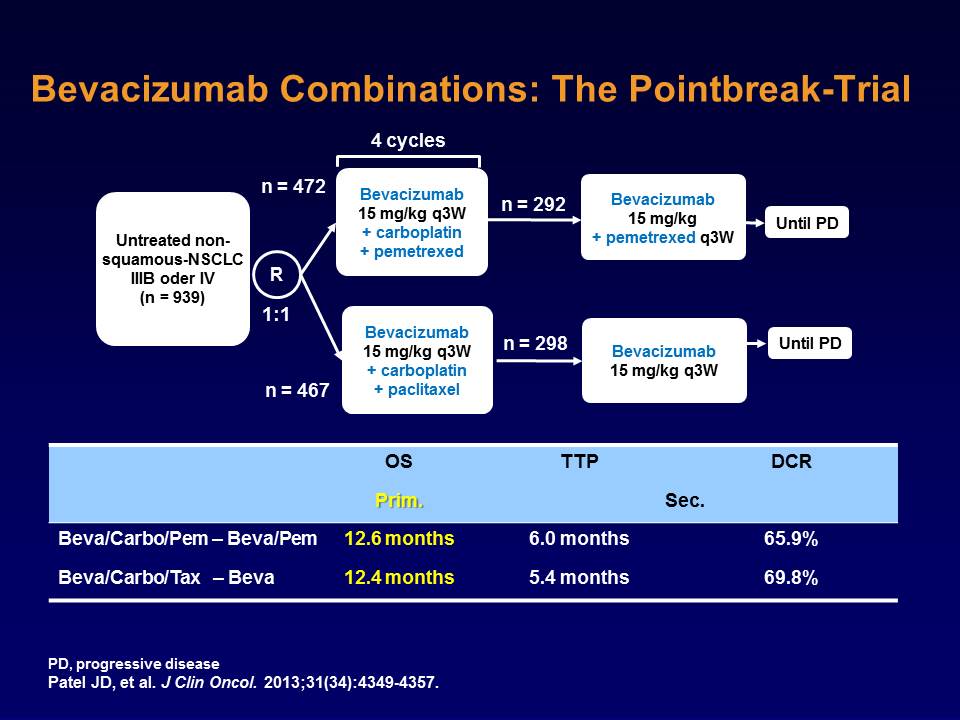 Bevacizumab Combinations: The Pointbreak-Trial
4 cycles
n = 472
Bevacizumab
15 mg/kg q3W
+ carboplatin
+ pemetrexed
n = 292
Bevacizumab
15 mg/kg
+ pemetrexed q3W
Until PD
Untreated non-
squamous-NSCLC
IIIB oder IV
(n = 939)
R
1:1
n = 467
Bevacizumab
15 mg/kg q3W
+ carboplatin
+ paclitaxel
n = 298
Bevacizumab
15 mg/kg q3W
Until PD
OS TTP DCR
Prim. Sec.
Beva/Carbo/Pem – Beva/Pem 12.6 months 6.0 months 65.9%
Beva/Carbo/Tax – Beva 12.4 months 5.4 months 69.8%
PD, progressive disease
Patel JD, et al. J Clin Oncol. 2013;31(34):4349-4357.